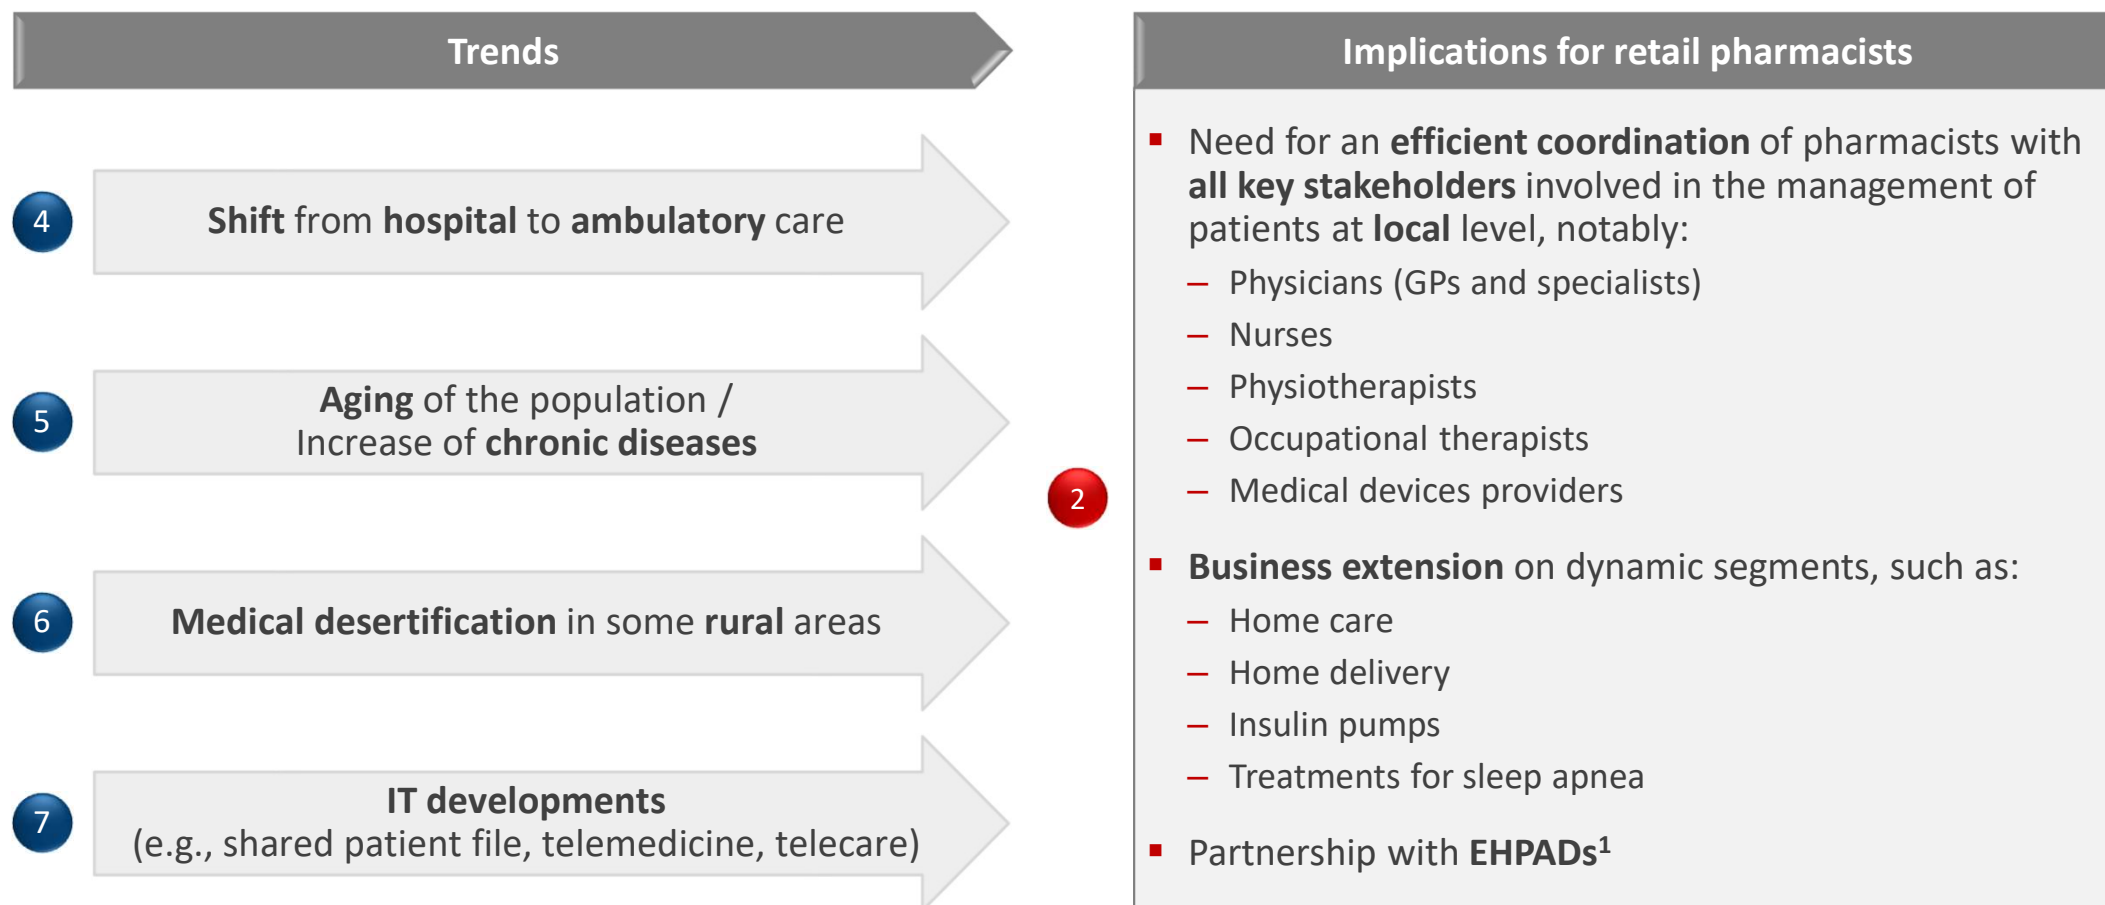 Trends
4
Shift from hospital to ambulatory care
5
Aging of the population /
Increase of chronic diseases
6
Medical desertification in some rural areas
7
IT developments
(e.g., shared patient file, telemedicine, telecare)
2
Implications for retail pharmacists
▪ Need for an efficient coordination of pharmacists with
all key stakeholders involved in the management of
patients at local level, notably:
– Physicians (GPs and specialists)
– Nurses
– Physiotherapists
– Occupational therapists
– Medical devices providers
▪ Business extension on dynamic segments, such as:
– Home care
– Home delivery
– Insulin pumps
– Treatments for sleep apnea
▪ Partnership with EHPADs¹